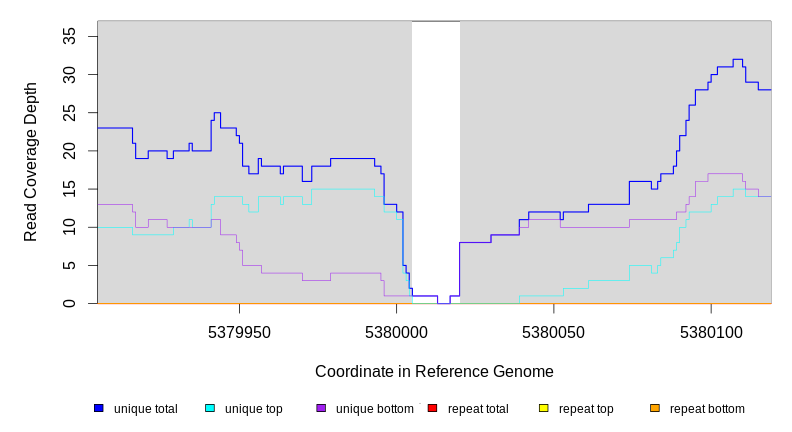 35
30
25
20
15
10
5
0
Read Coverage Depth
5379950 5380000 5380050 5380100
Coordinate in Reference Genome
unique total unique top unique bottom repeat total repeat top repeat bottom